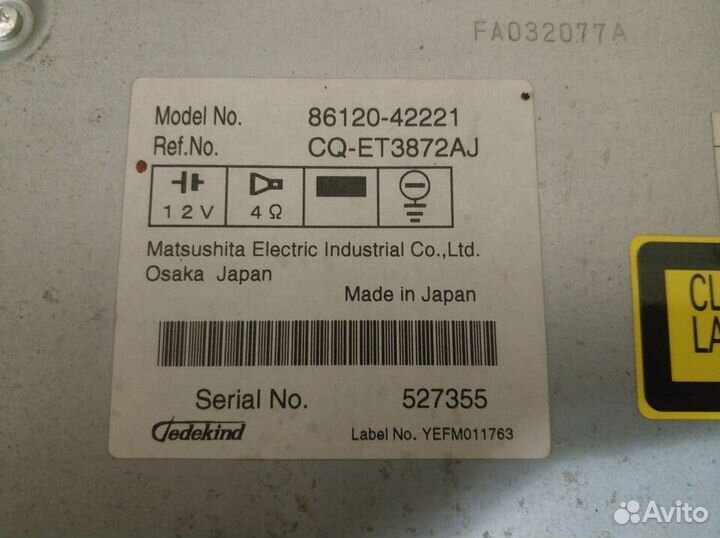 FA032077A
Model No. 86120-42221
Ref.No. CQ-ET3872AJ
12V 4Ω
Matsushita Electric Industrial Co.,Ltd.
Osaka Japan
Made in Japan
Serial No. 527355
Jedekind Label No. YEFM011763
CL
LA
Avito